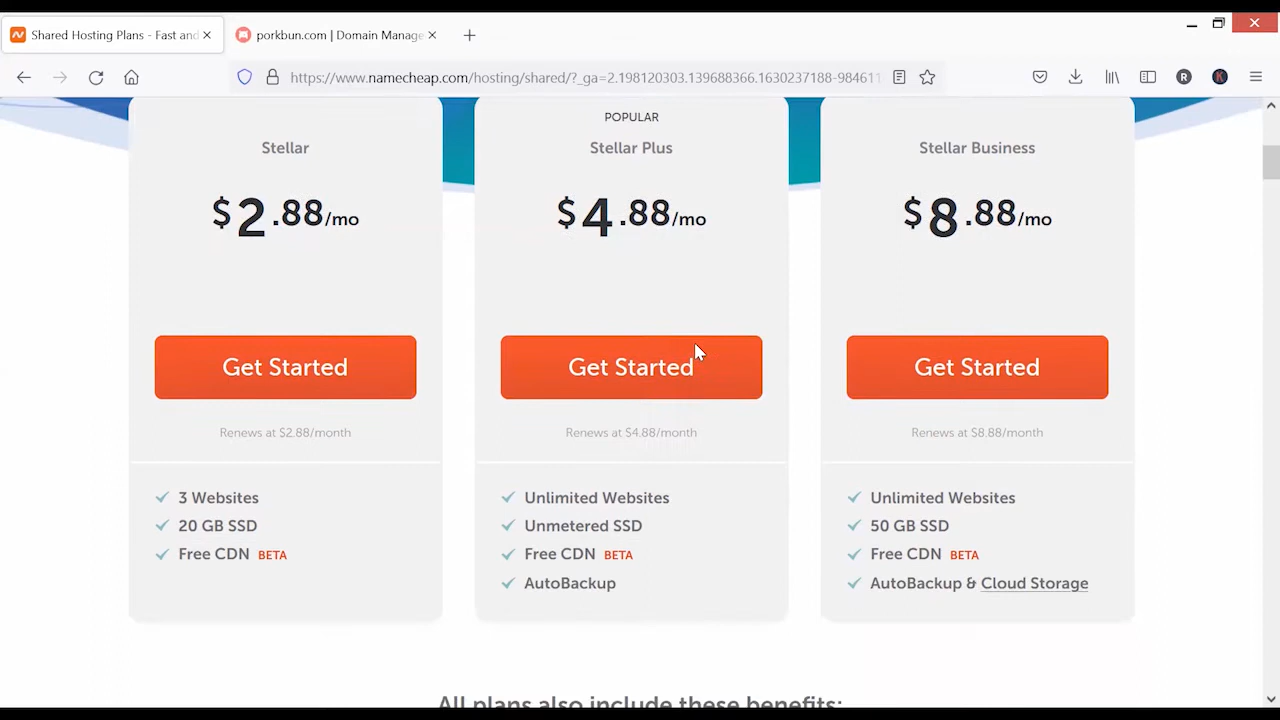 Shared Hosting Plans - Fast and
porkbun.com | Domain Manage
https://www.namecheap.com/hosting/shared/?_ga=2.198120303.139688366.1630237188-984611
R
K
POPULAR
Stellar
Stellar Plus
Stellar Business
$2.88/mo
$4.88/mo
$8.88/mo
Get Started
Get Started
Get Started
Renews at $2.88/month
Renews at $4.88/month
Renews at $8.88/month
3 Websites
20 GB SSD
Free CDN BETA
Unlimited Websites
Unmetered SSD
Free CDN BETA
AutoBackup
Unlimited Websites
50 GB SSD
Free CDN BETA
AutoBackup & Cloud Storage
All plans also include these benefits: